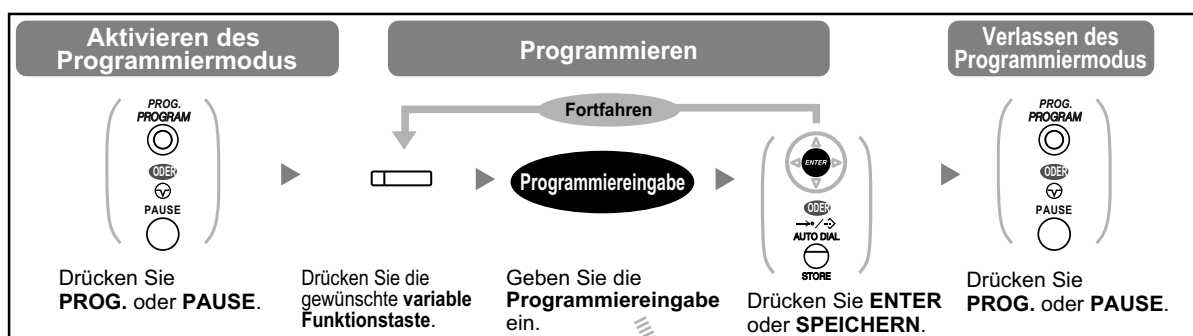 Aktivieren des
Programmiermodus
Programmieren
Verlassen des
Programmiermodus
Fortfahren
PROG.
PROGRAM
ODER
PAUSE
Programmiereingabe
ENTER
ODER
AUTO DIAL
STORE
PROG.
PROGRAM
ODER
PAUSE
Drücken Sie
PROG. oder PAUSE.
Drücken Sie die
gewünschte variable
Funktionstaste.
Geben Sie die
Programmiereingabe
ein.
Drücken Sie ENTER
oder SPEICHERN.
Drücken Sie
PROG. oder PAUSE.